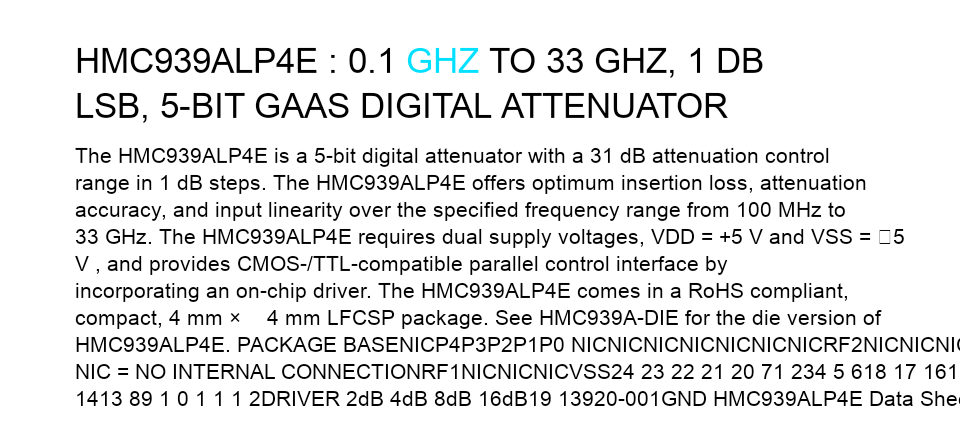 HMC939ALP4E : 0.1 GHZ TO 33 GHZ, 1 DB
LSB, 5-BIT GAAS DIGITAL ATTENUATOR
The HMC939ALP4E is a 5-bit digital attenuator with a 31 dB attenuation control
range in 1 dB steps. The HMC939ALP4E offers optimum insertion loss, attenuation
accuracy, and input linearity over the specified frequency range from 100 MHz to
33 GHz. The HMC939ALP4E requires dual supply voltages, VDD = +5 V and VSS = □5
V , and provides CMOS-/TTL-compatible parallel control interface by
incorporating an on-chip driver. The HMC939ALP4E comes in a RoHS compliant,
compact, 4 mm × 4 mm LFCSP package. See HMC939A-DIE for the die version of
HMC939ALP4E. PACKAGE BASENICP4P3P2P1P0 NICNICNICNICNICNICNICRF2NICNICNIC
NIC = NO INTERNAL CONNECTIONRF1NICNICNICVSS24 23 22 21 20 71 234 5 618 17 161
1413 89 1 0 1 1 1 2DRIVER 2dB 4dB 8dB 16dB19 13920-001GND HMC939ALP4E Data Shee